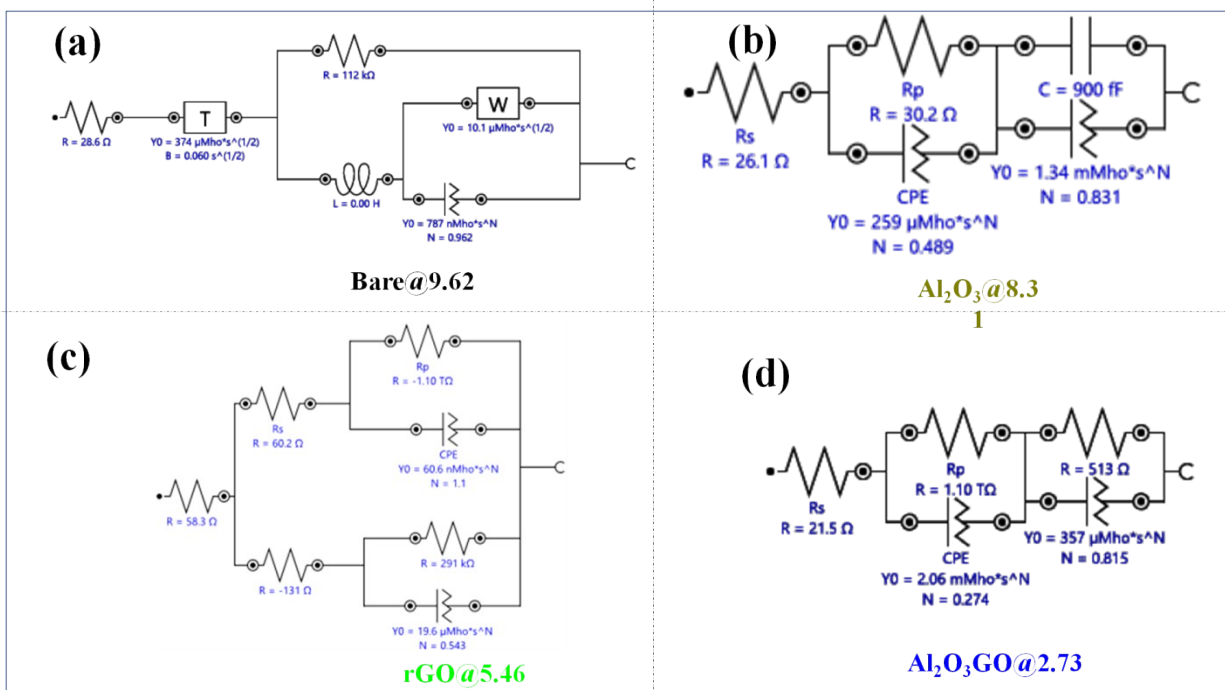 (a)
R = 112 kΩ
R = 28.6 Ω
T
Y0 = 374 µMho*s^(1/2)
B = 0.060 s^(1/2)
W
Y0 = 10.1 µMho*s^(1/2)
L = 0.00 H
Y0 = 787 nMho*s^N
N = 0.962
C
Bare@9.62
(b)
Rs
R = 26.1 Ω
Rp
R = 30.2 Ω
CPE
Y0 = 259 µMho*s^N
N = 0.489
C = 900 fF
Y0 = 1.34 mMho*s^N
N = 0.831
C
Al₂O₃@8.3
1
(c)
R = 58.3 Ω
Rs
R = 60.2 Ω
Rp
R = -1.10 TΩ
CPE
Y0 = 60.6 nMho*s^N
N = 1.1
R = -131 Ω
R = 291 kΩ
Y0 = 19.6 µMho*s^N
N = 0.543
C
rGO@5.46
(d)
Rs
R = 21.5 Ω
Rp
R = 1.10 TΩ
CPE
Y0 = 2.06 mMho*s^N
N = 0.274
R = 513 Ω
Y0 = 357 µMho*s^N
N = 0.815
C
Al₂O₃GO@2.73